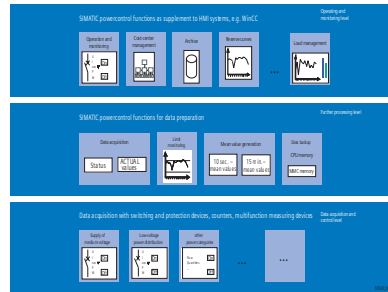 SIMATIC powercontrol functions as supplement to HMI systems, e.g. WinCC
Operating and
monitoring level
Operation and
monitoring
Cost center
management
Archive
Reserve curves
...
Load management
SIMATIC powercontrol functions for data preparation
Further processing level
Data acquisition
Status
ACTUAL
values
Limit
monitoring
Mean value generation
10 sec. –
mean values
15 min. –
mean values
Data backup
CPU memory
MMC memory
Data acquisition with switching and protection devices, counters, multifunction measuring devices
Data acquisition and
control level
Supply of
medium voltage
Low-voltage
power distribution
other
power categories
...
...